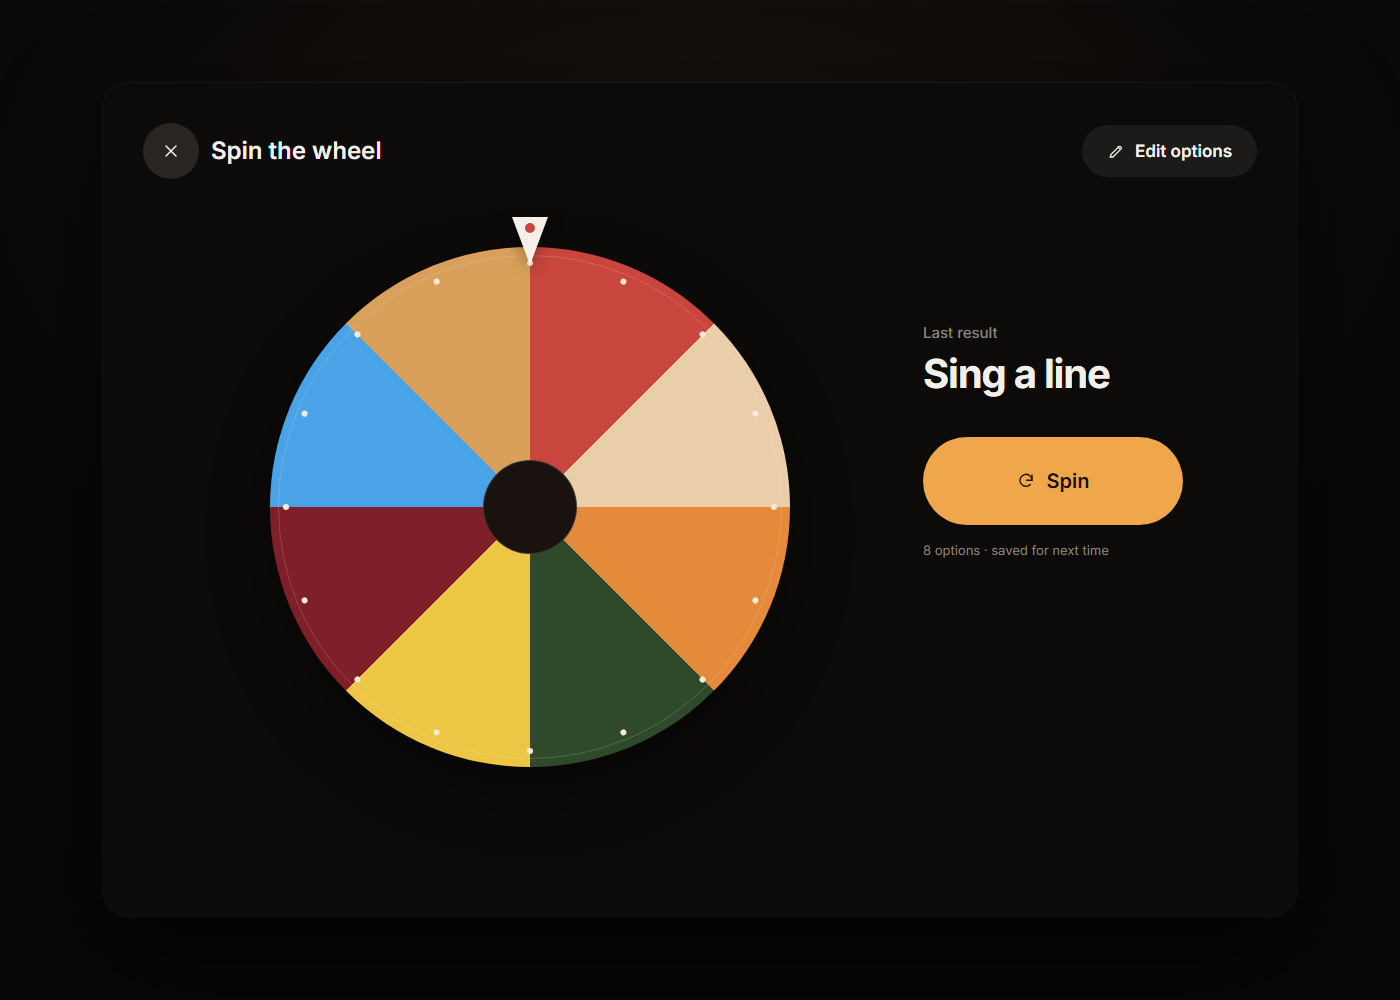 Spin the wheel
Edit options
Last result
Sing a line
Spin
8 options · saved for next time